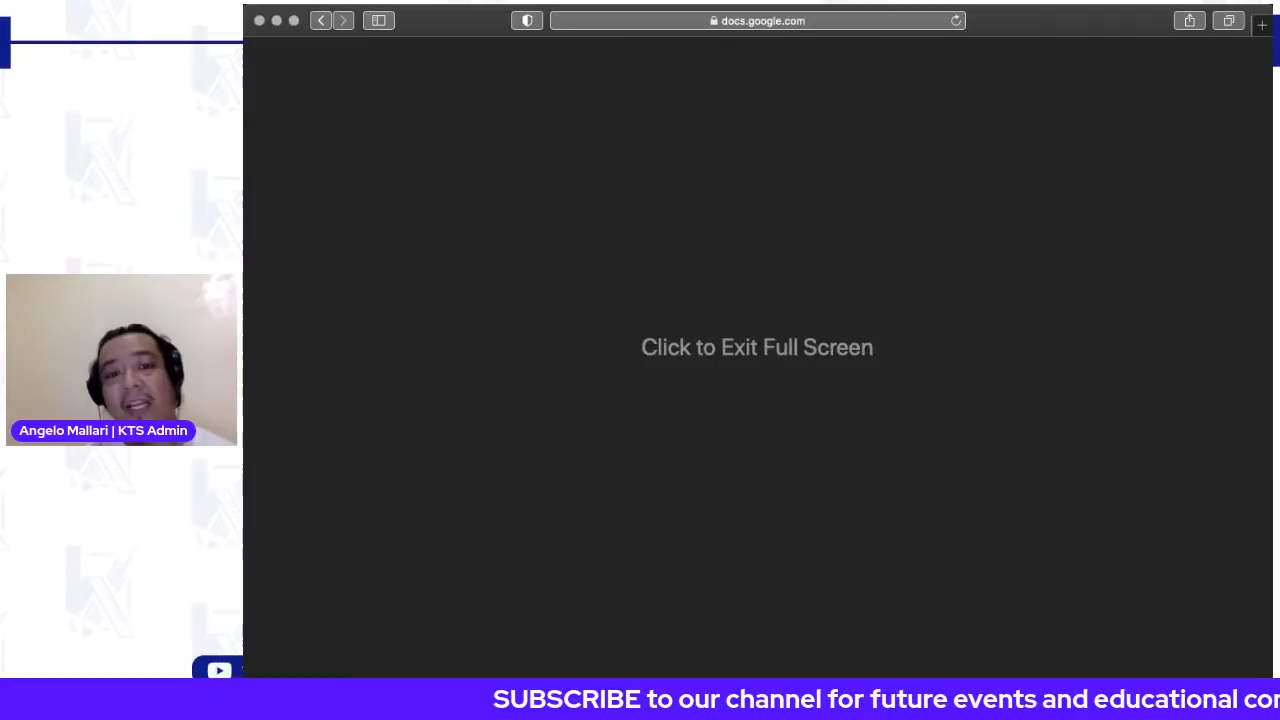 docs.google.com
Click to Exit Full Screen
Angelo Mallari | KTS Admin
SUBSCRIBE to our channel for future events and educational con